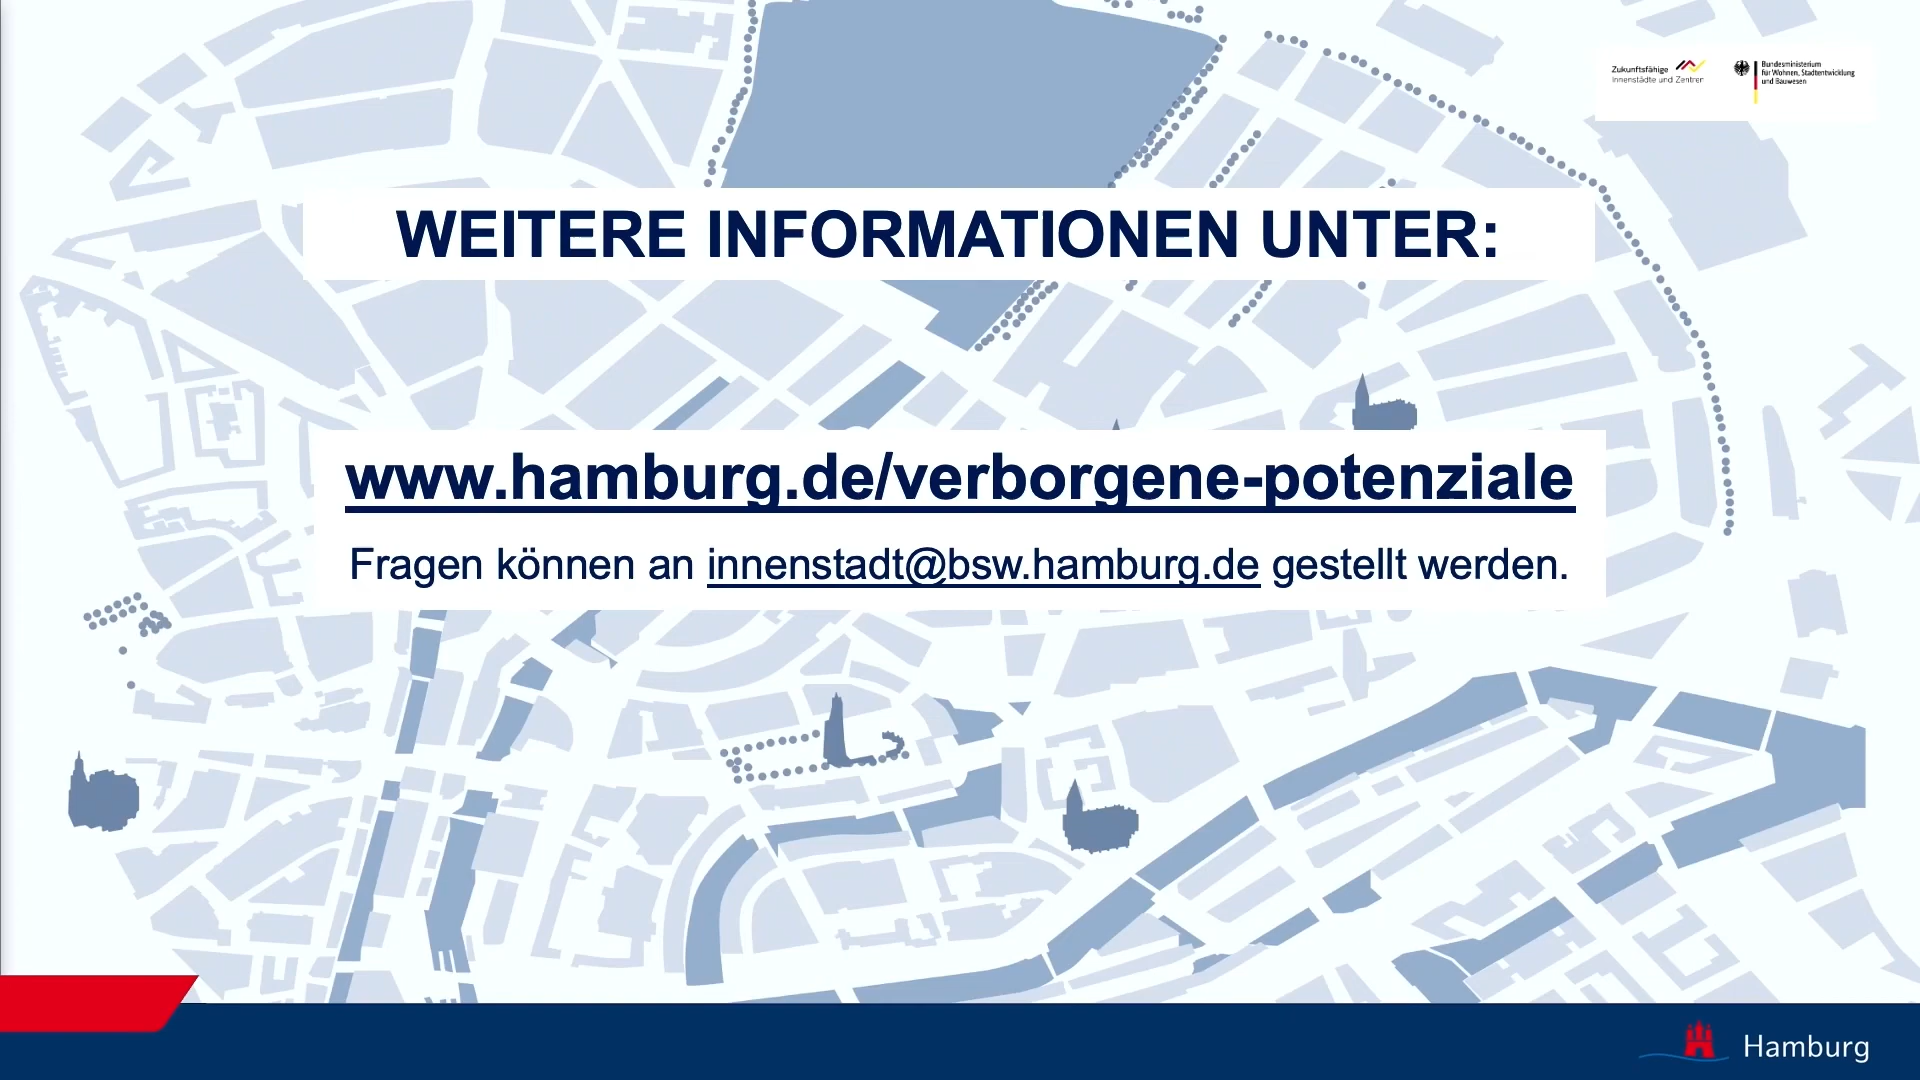 Zukunftsfähige
Innenstädte und Zentren
Bundesministerium
für Wohnen, Stadtentwicklung
und Bauwesen
WEITERE INFORMATIONEN UNTER:
www.hamburg.de/verborgene-potenziale
Fragen können an innenstadt@bsw.hamburg.de gestellt werden.
Hamburg